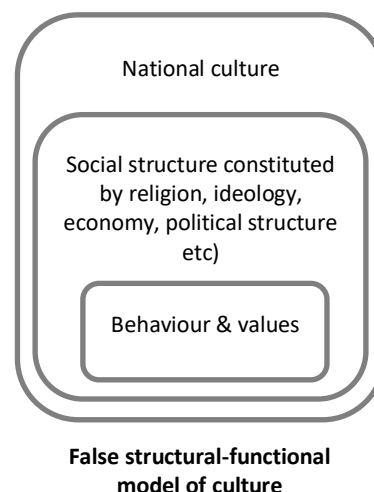 National culture
Social structure constituted
by religion, ideology,
economy, political structure
etc)
Behaviour & values
False structural-functional
model of culture